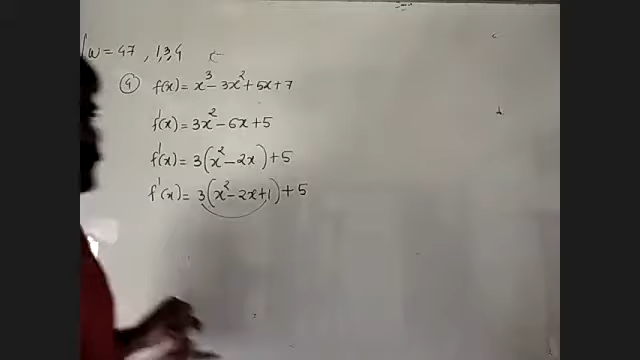 w = 47 , 1, 3, 4
④ f(x) = x³ - 3x² + 5x + 7
f'(x) = 3x² - 6x + 5
f'(x) = 3(x² - 2x) + 5
f'(x) = 3(x² - 2x + 1) + 5